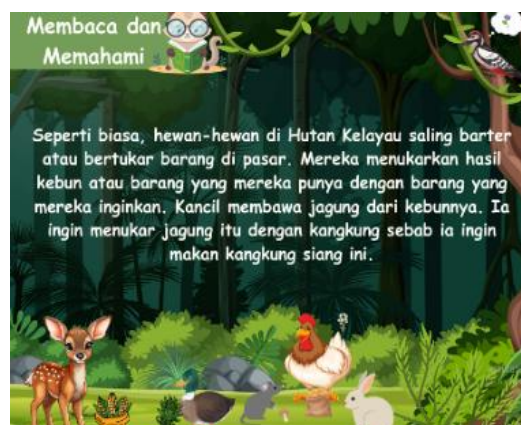 Membaca dan
Memahami
Seperti biasa, hewan-hewan di Hutan Kelayau saling barter
atau bertukar barang di pasar. Mereka menukarkan hasil
kebun atau barang yang mereka punya dengan barang yang
mereka inginkan. Kancil membawa jagung dari kebunnya. Ia
ingin menukar jagung itu dengan kangkung sebab ia ingin
makan kangkung siang ini.